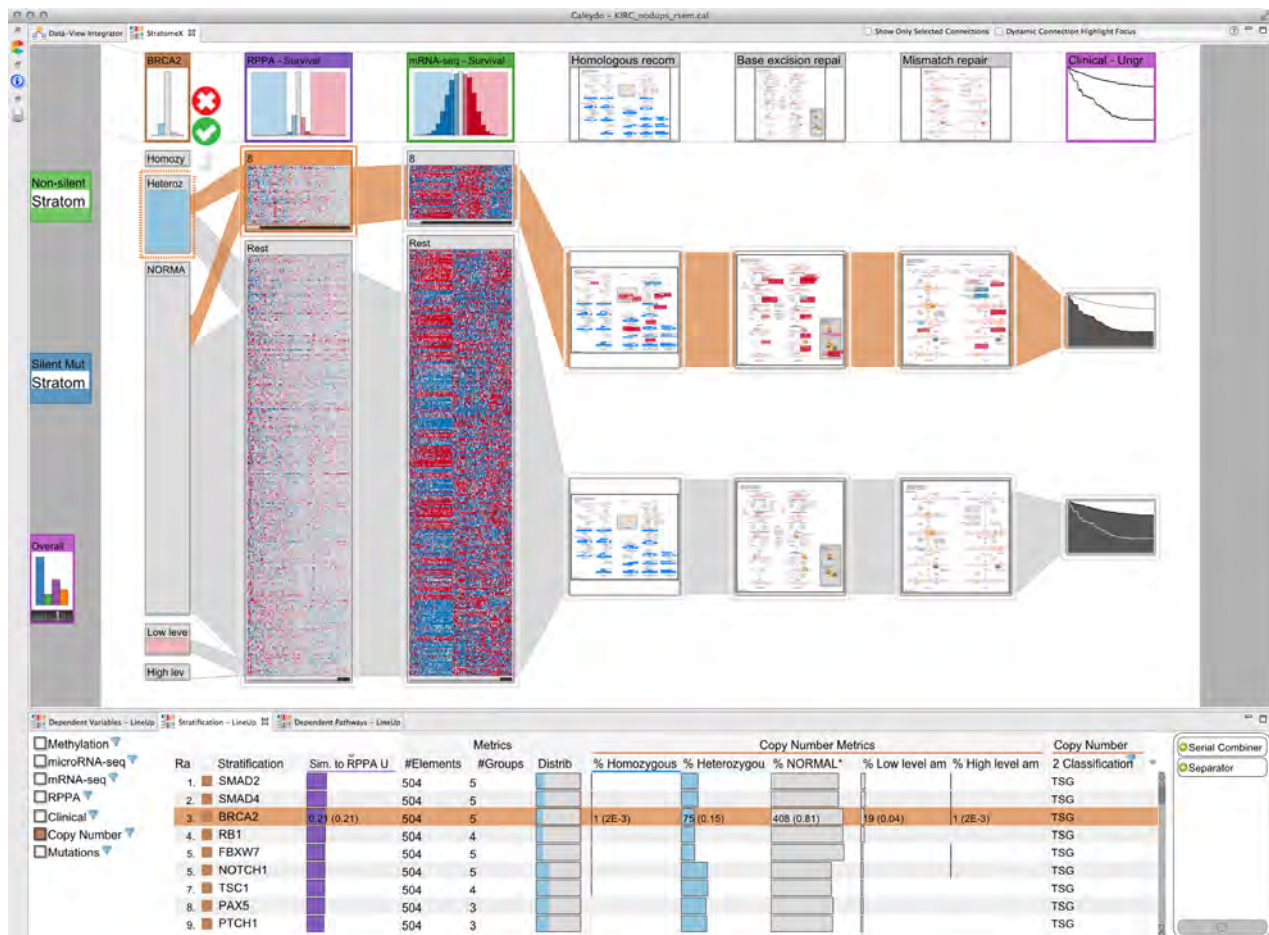 Caleydo - KIRC_nodups_rsem.cal
Data-View Integrator
StratomeX
Show Only Selected Connections
Dynamic Connection Highlight Focus
BRCA2
RPPA - Survival
mRNA-seq - Survival
Homologous recom
Base excision repai
Mismatch repair
Clinical - Ungr
Homozy
8
8
Non-silent
Stratom
Heteroz
Rest
Rest
NORMA
Silent Mut
Stratom
Overall
Low leve
High lev
Dependent Variables - LineUp
Stratification - LineUp
Dependent Pathways - LineUp
Methylation
microRNA-seq
mRNA-seq
RPPA
Clinical
Copy Number
Mutations
Metrics
Copy Number Metrics
Copy Number
Ra Stratification Sim. to RPPA U #Elements #Groups Distrib % Homozygous % Heterozygou % NORMAL* % Low level am % High level am 2 Classification
1. SMAD2 504 5 TSG
2. SMAD4 504 5 TSG
3. BRCA2 0.21 (0.21) 504 5 1 (2E-3) 75 (0.15) 408 (0.81) 19 (0.04) 1 (2E-3) TSG
4. RB1 504 4 TSG
5. FBXW7 504 5 TSG
5. NOTCH1 504 5 TSG
7. TSC1 504 4 TSG
8. PAX5 504 3 TSG
9. PTCH1 504 3 TSG
Serial Combiner
Separator